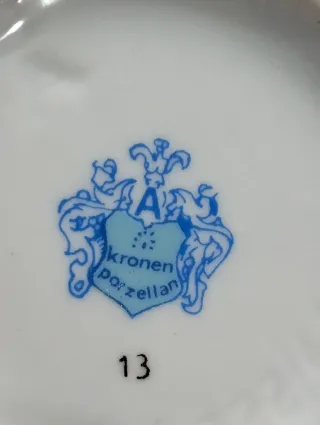 A
kronen
porzellan
13